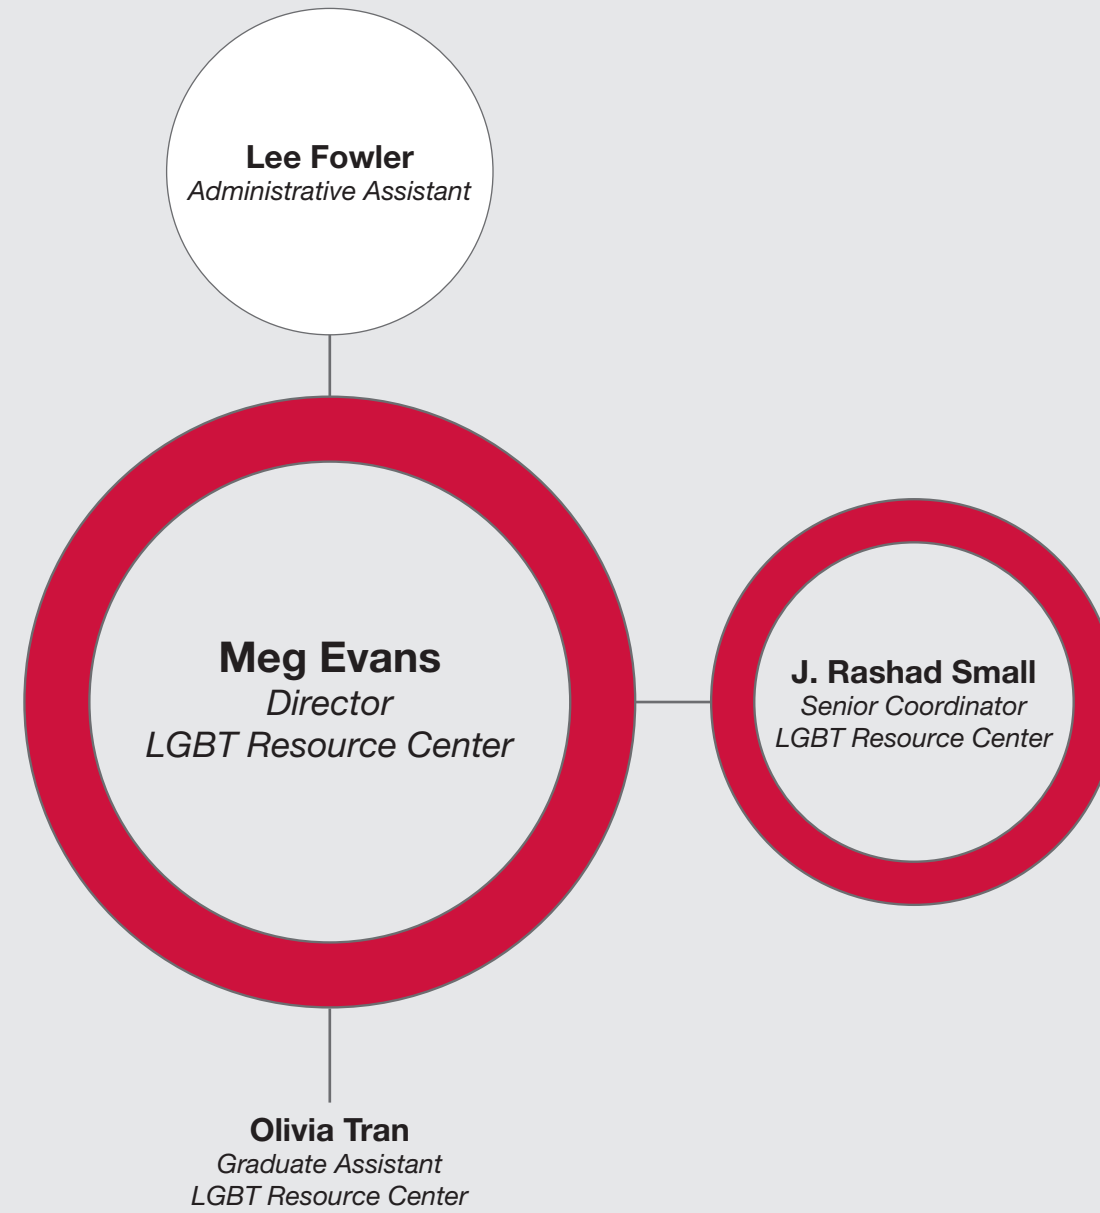 Lee Fowler
Administrative Assistant
Meg Evans
Director
LGBT Resource Center
J. Rashad Small
Senior Coordinator
LGBT Resource Center
Olivia Tran
Graduate Assistant
LGBT Resource Center